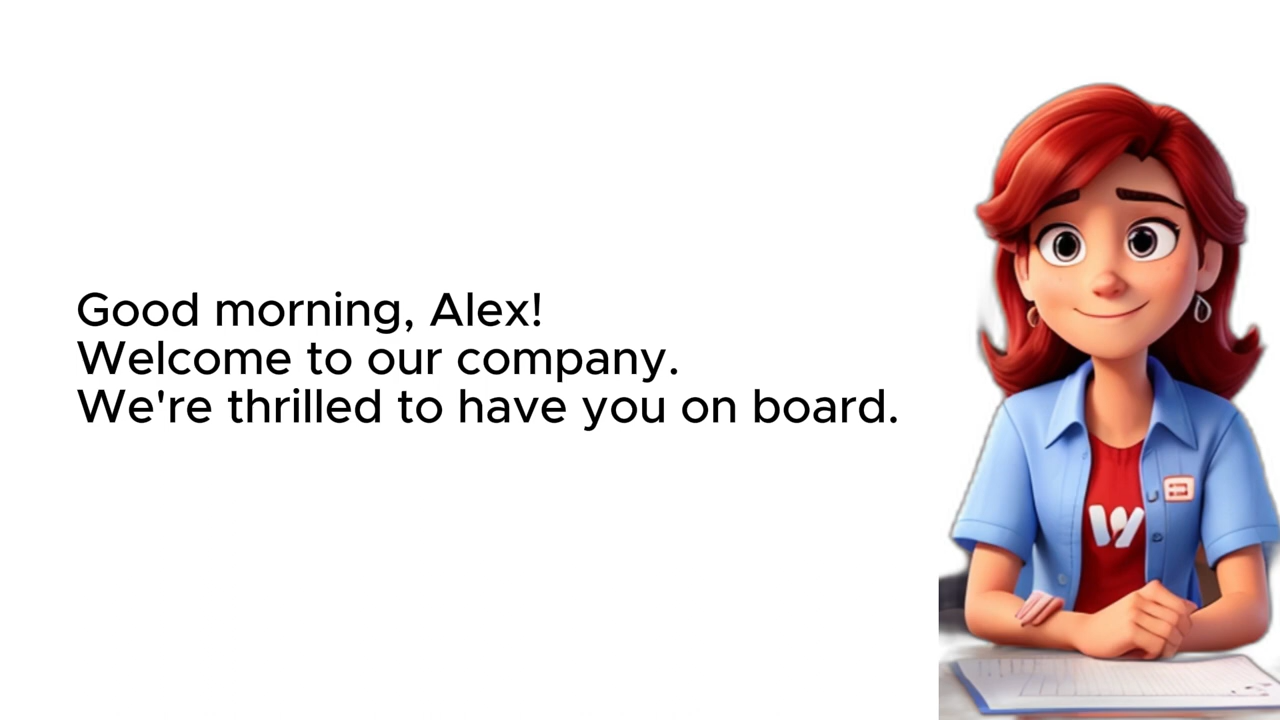 Good morning, Alex!
Welcome to our company.
We're thrilled to have you on board.